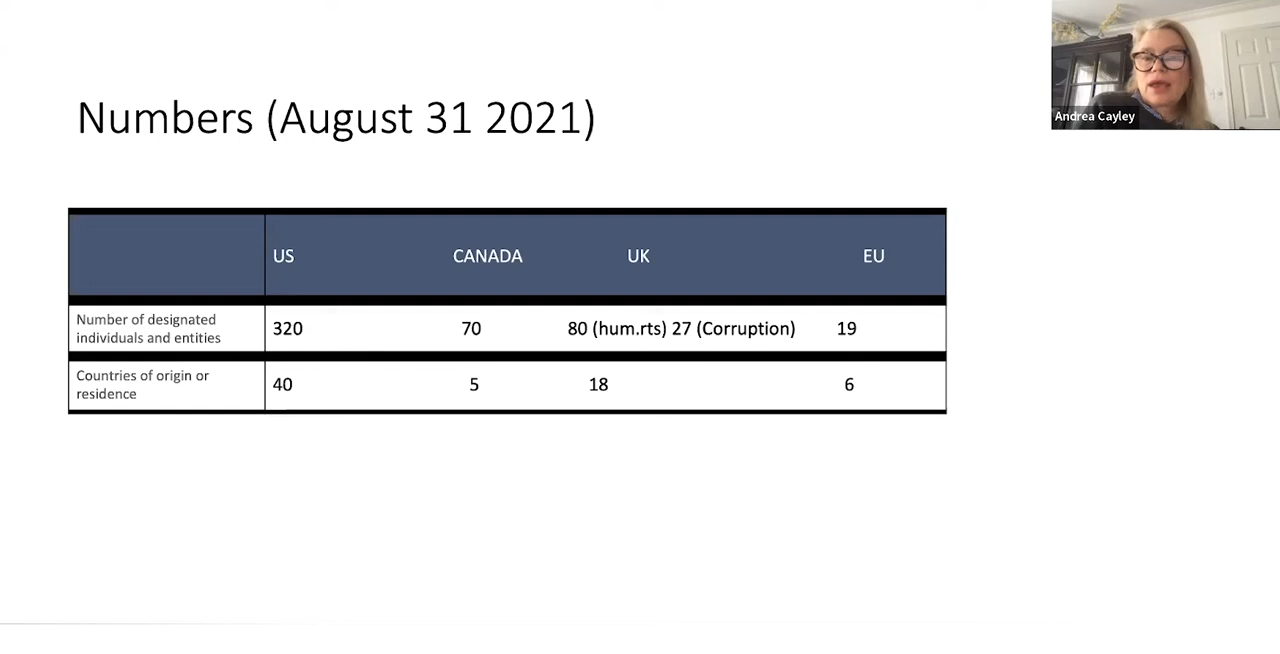 Andrea Cayley
Numbers (August 31 2021)
US CANADA UK EU
Number of designated
individuals and entities
320 70 80 (hum.rts) 27 (Corruption) 19
Countries of origin or
residence
40 5 18 6